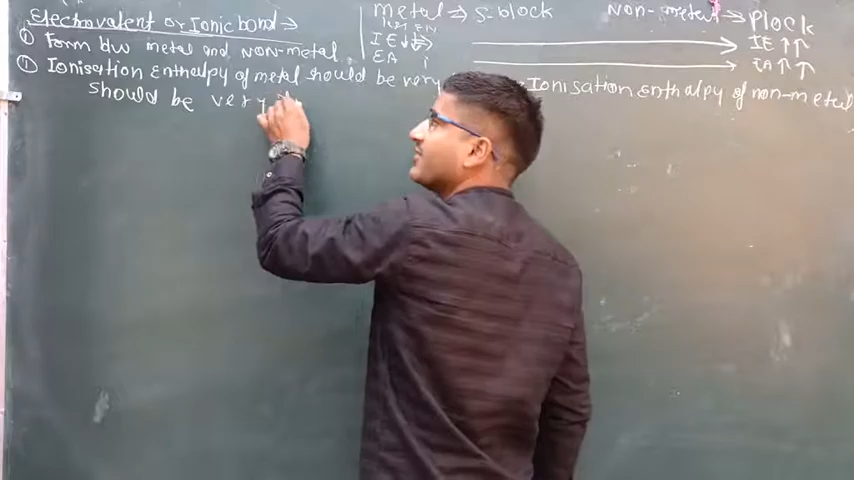 Electrovalent or Ionic bond →
① Form b/w metal and non-metal.
① Ionisation Enthalpy of metal should be very Ionisation enthalpy of non-metal
should be very
metal ⇒ S-block
IE ↓↓
EA
non-metal ⇒ P block
IE ↑↑
EA ↑↑